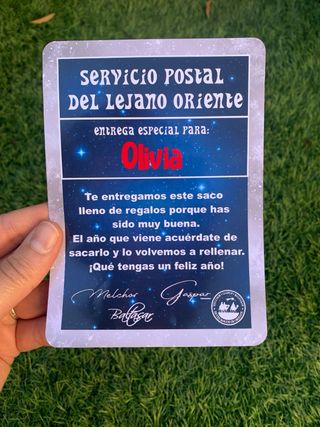 SERVICIO POSTAL
DEL LEJANO ORIENTE
ENTREGA ESPECIAL PARA:
Olivia
Te entregamos este saco
lleno de regalos porque has
sido muy buena.
El año que viene acuérdate de
sacarlo y lo volvemos a rellenar.
¡Qué tengas un feliz año!
Melchor
Gaspar
Baltasar